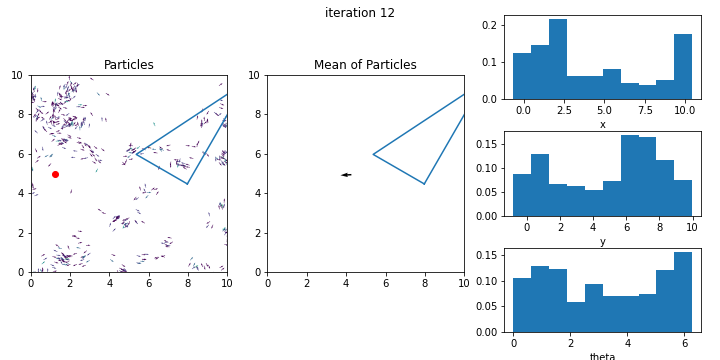 iteration 12
Particles
10
8
6
4
2
0
0 2 4 6 8 10
Mean of Particles
10
8
6
4
2
0
0 2 4 6 8 10
0.2
0.1
0.0
0.0 2.5 5.0 7.5 10.0
x
0.15
0.10
0.05
0.00
0 2 4 6 8 10
y
0.15
0.10
0.05
0.00
0 2 4 6
theta